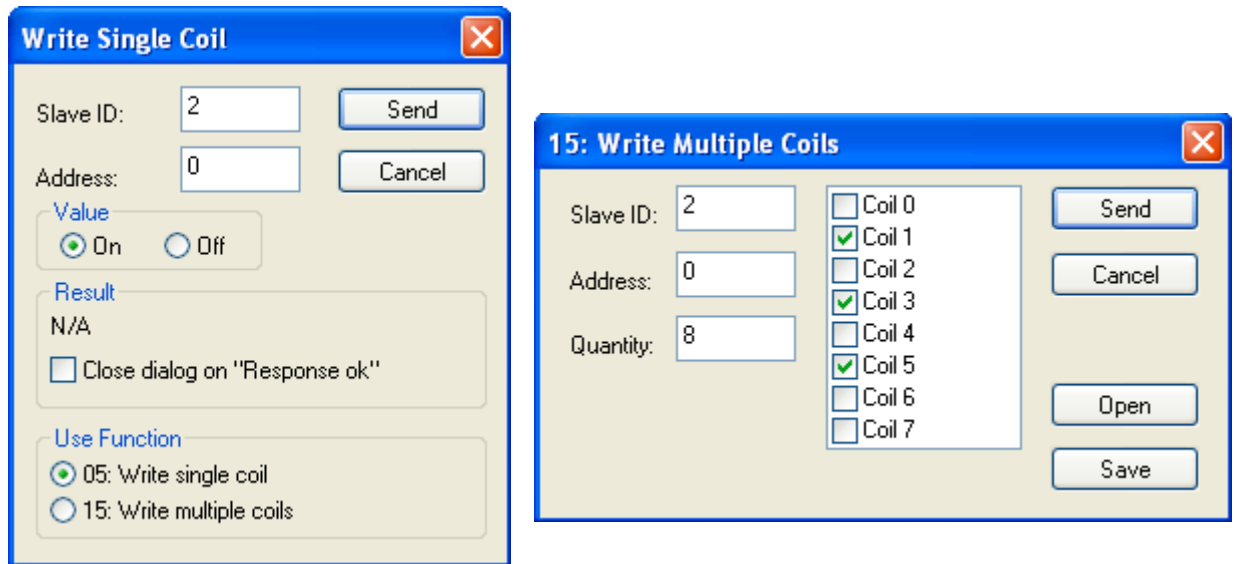 Write Single Coil
Slave ID: 2 Send
Address: 0 Cancel
Value
On Off
Result
N/A
Close dialog on "Response ok"
Use Function
05: Write single coil
15: Write multiple coils
15: Write Multiple Coils
Slave ID: 2
Address: 0
Quantity: 8
Coil 0
Coil 1
Coil 2
Coil 3
Coil 4
Coil 5
Coil 6
Coil 7
Send
Cancel
Open
Save